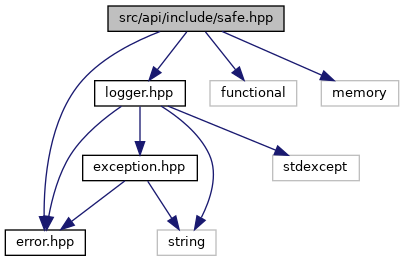 src/api/include/safe.hpp
logger.hpp
functional
memory
exception.hpp
stdexcept
error.hpp
string